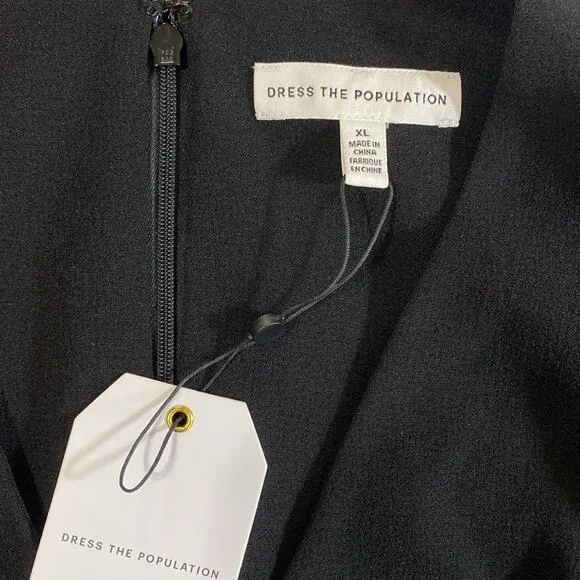 DRESS THE POPULATION
XL
MADE IN
CHINA
FABRIQUE
EN CHINE
DRESS THE POPULATION